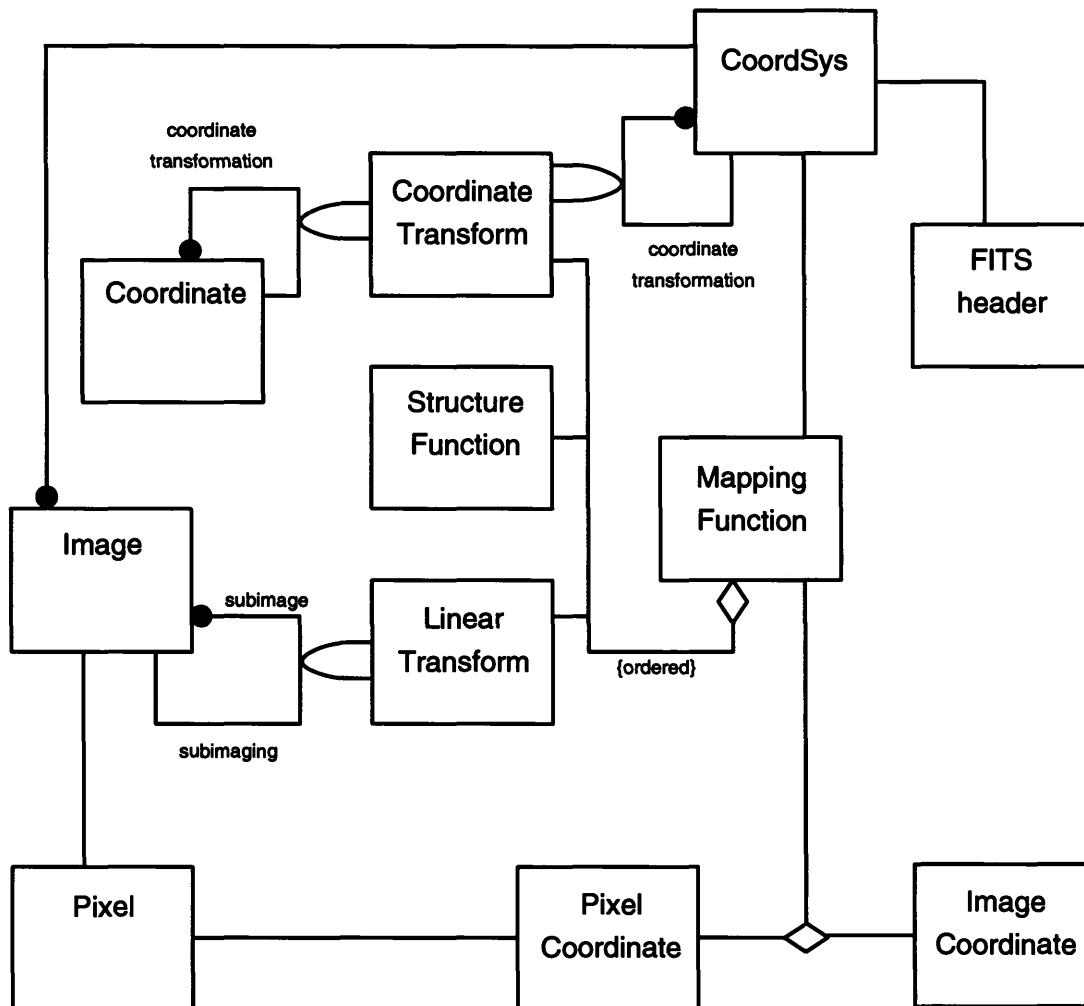 CoordSys
coordinate
transformation
Coordinate
Transform
coordinate
transformation
FITS
header
Coordinate
Structure
Function
Mapping
Function
Image
subimage
Linear
Transform
{ordered}
subimaging
Pixel
Pixel
Coordinate
Image
Coordinate